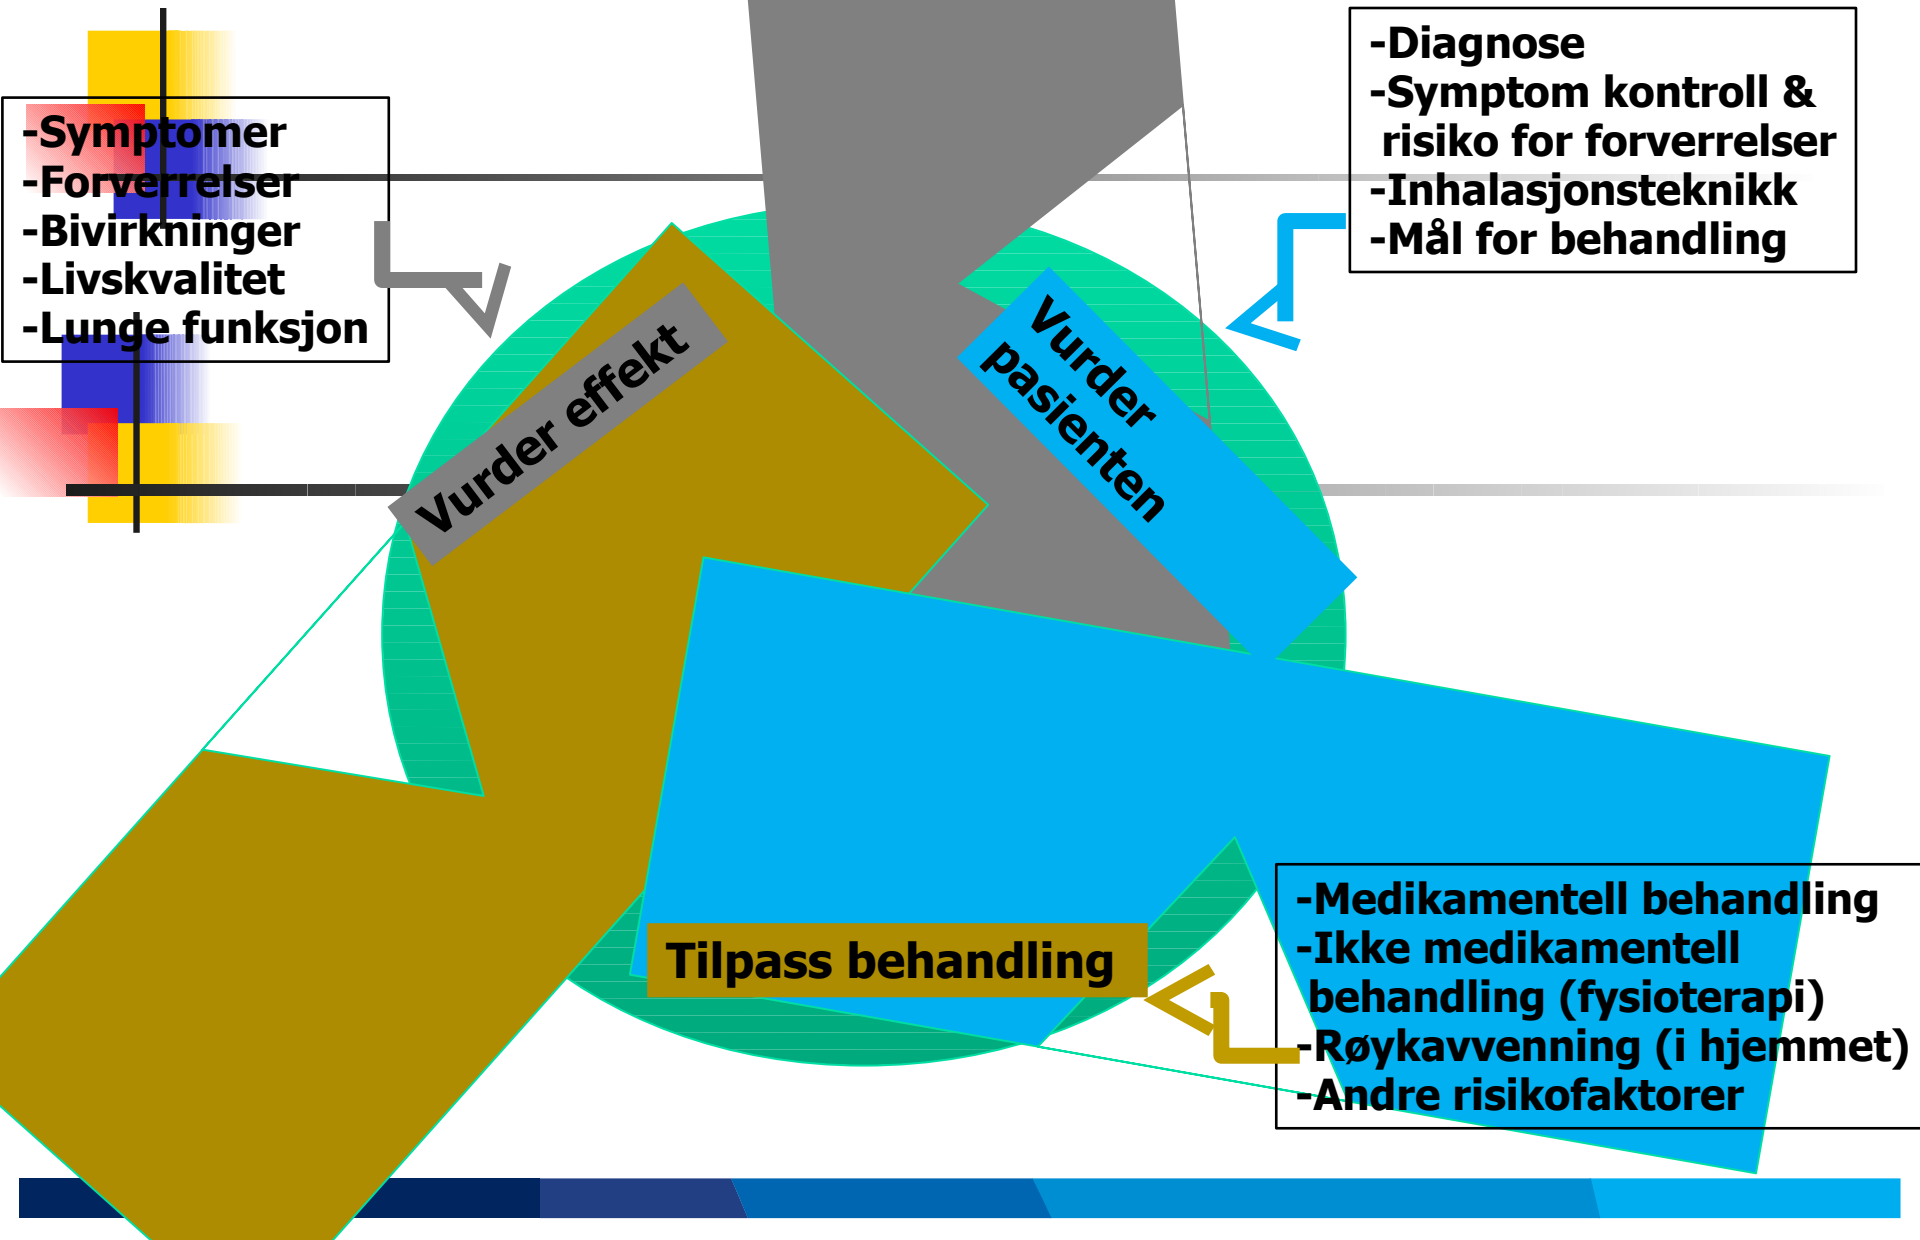 -Symptomer
-Forverrelser
-Bivirkninger
-Livskvalitet
-Lunge funksjon
-Diagnose
-Symptom kontroll &
risiko for forverrelser
-Inhalasjonsteknikk
-Mål for behandling
Vurder effekt
Vurder
pasienten
Tilpass behandling
-Medikamentell behandling
-Ikke medikamentell
behandling (fysioterapi)
-Røykavvenning (i hjemmet)
-Andre risikofaktorer